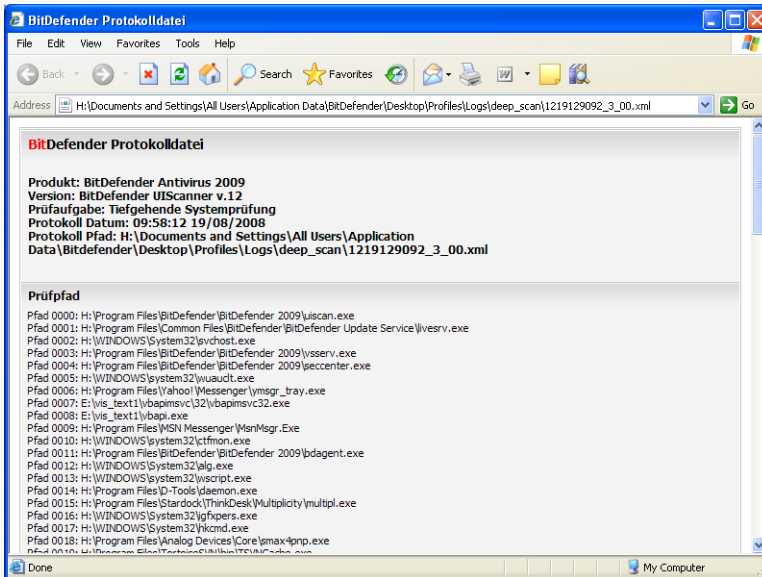 BitDefender Protokolldatei
File Edit View Favorites Tools Help
Back Search Favorites
Address H:\Documents and Settings\All Users\Application Data\BitDefender\Desktop\Profiles\Logs\deep_scan\1219129092_3_00.xml Go
BitDefender Protokolldatei
Produkt: BitDefender Antivirus 2009
Version: BitDefender UIScanner v.12
Prüfaufgabe: Tiefgehende Systemprüfung
Protokoll Datum: 09:58:12 19/08/2008
Protokoll Pfad: H:\Documents and Settings\All Users\Application
Data\Bitdefender\Desktop\Profiles\Logs\deep_scan\1219129092_3_00.xml
Prüfpfad
Pfad 0000: H:\Program Files\BitDefender\BitDefender 2009\uiscan.exe
Pfad 0001: H:\Program Files\Common Files\BitDefender\BitDefender Update Service\livesrv.exe
Pfad 0002: H:\WINDOWS\System32\svchost.exe
Pfad 0003: H:\Program Files\BitDefender\BitDefender 2009\vsserv.exe
Pfad 0004: H:\Program Files\BitDefender\BitDefender 2009\seccenter.exe
Pfad 0005: H:\WINDOWS\system32\wuauclt.exe
Pfad 0006: H:\Program Files\Yahoo!\Messenger\ymsgr_tray.exe
Pfad 0007: E:\vis_text1\vbapimsvc\32\vbapimsvc32.exe
Pfad 0008: E:\vis_text1\vbapi.exe
Pfad 0009: H:\Program Files\MSN Messenger\MsnMsgr.Exe
Pfad 0010: H:\WINDOWS\system32\ctfmon.exe
Pfad 0011: H:\Program Files\BitDefender\BitDefender 2009\bdagent.exe
Pfad 0012: H:\WINDOWS\System32\alg.exe
Pfad 0013: H:\WINDOWS\system32\wscript.exe
Pfad 0014: H:\Program Files\D-Tools\daemon.exe
Pfad 0015: H:\Program Files\Stardock\ThinkDesk\Multiplicity\multipl.exe
Pfad 0016: H:\WINDOWS\System32\igfxpers.exe
Pfad 0017: H:\WINDOWS\System32\hkcmd.exe
Pfad 0018: H:\Program Files\Analog Devices\Core\smax4pnp.exe
Pfad 0019: H:\Program Files\TortoiseSVN\bin\TSVNCache.exe
Done My Computer